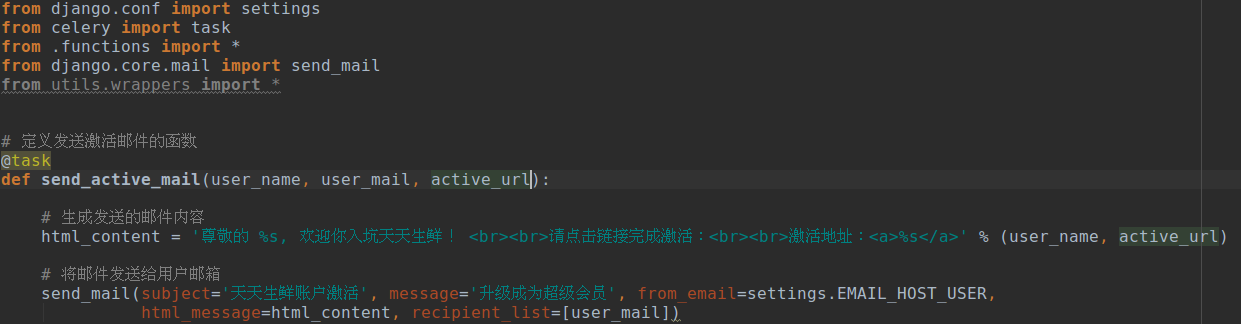 from django.conf import settings
from celery import task
from .functions import *
from django.core.mail import send_mail
from utils.wrappers import *
# 定义发送激活邮件的函数
@task
def send_active_mail(user_name, user_mail, active_url):
# 生成发送的邮件内容
html_content = '尊敬的 %s, 欢迎你入坑天天生鲜！ <br><br>请点击链接完成激活：<br><br>激活地址：<a>%s</a>' % (user_name, active_url)
# 将邮件发送给用户邮箱
send_mail(subject='天天生鲜账户激活', message='升级成为超级会员', from_email=settings.EMAIL_HOST_USER,
html_message=html_content, recipient_list=[user_mail])